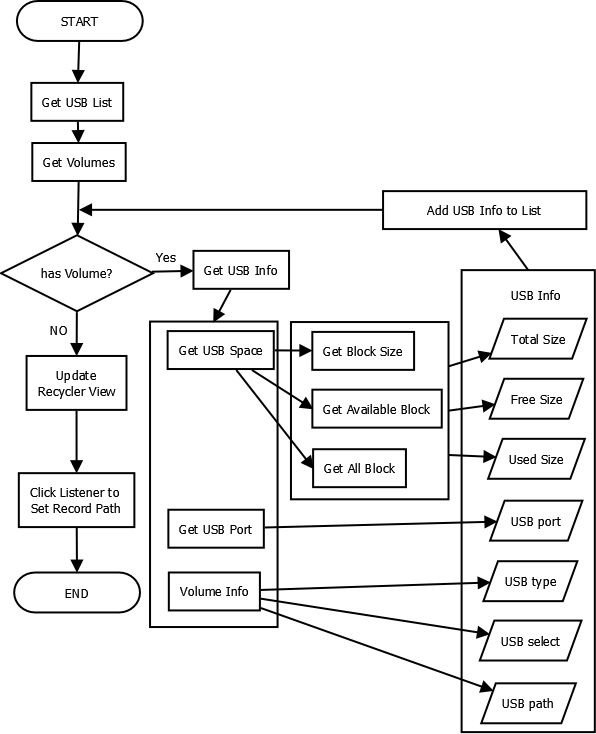 START
Get USB List
Get Volumes
Add USB Info to List
has Volume?
Yes
Get USB Info
NO
USB Info
Get USB Space
Get Block Size
Total Size
Update
Recycler View
Get Available Block
Free Size
Get All Block
Used Size
Click Listener to
Set Record Path
Get USB Port
USB port
END
Volume Info
USB type
USB select
USB path